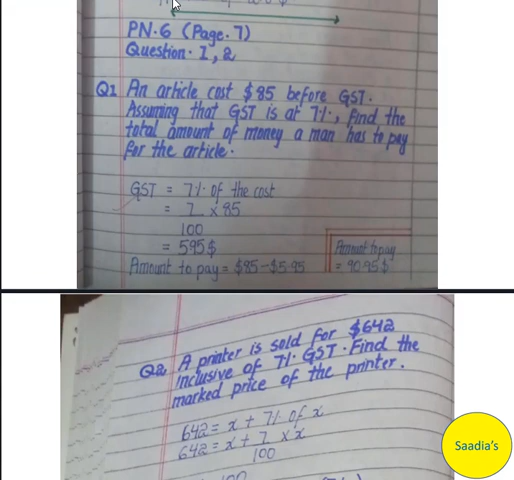 PN.6 (Page.7)
Question.1,2
Q1 An article cost $85 before GST.
Assuming that GST is at 7%, find the
total amount of money a man has to pay
for the article.
GST = 7% of the cost
= 7 x 85
100
= 595$
Amount to pay = $85-$5.95
Amount to pay
= 90.95$
Q2. A printer is sold for $642
inclusive of 7% GST. Find the
marked price of the printer.
642 = x + 7% of x
642 = x + 7 x x
100
100
Saadia's